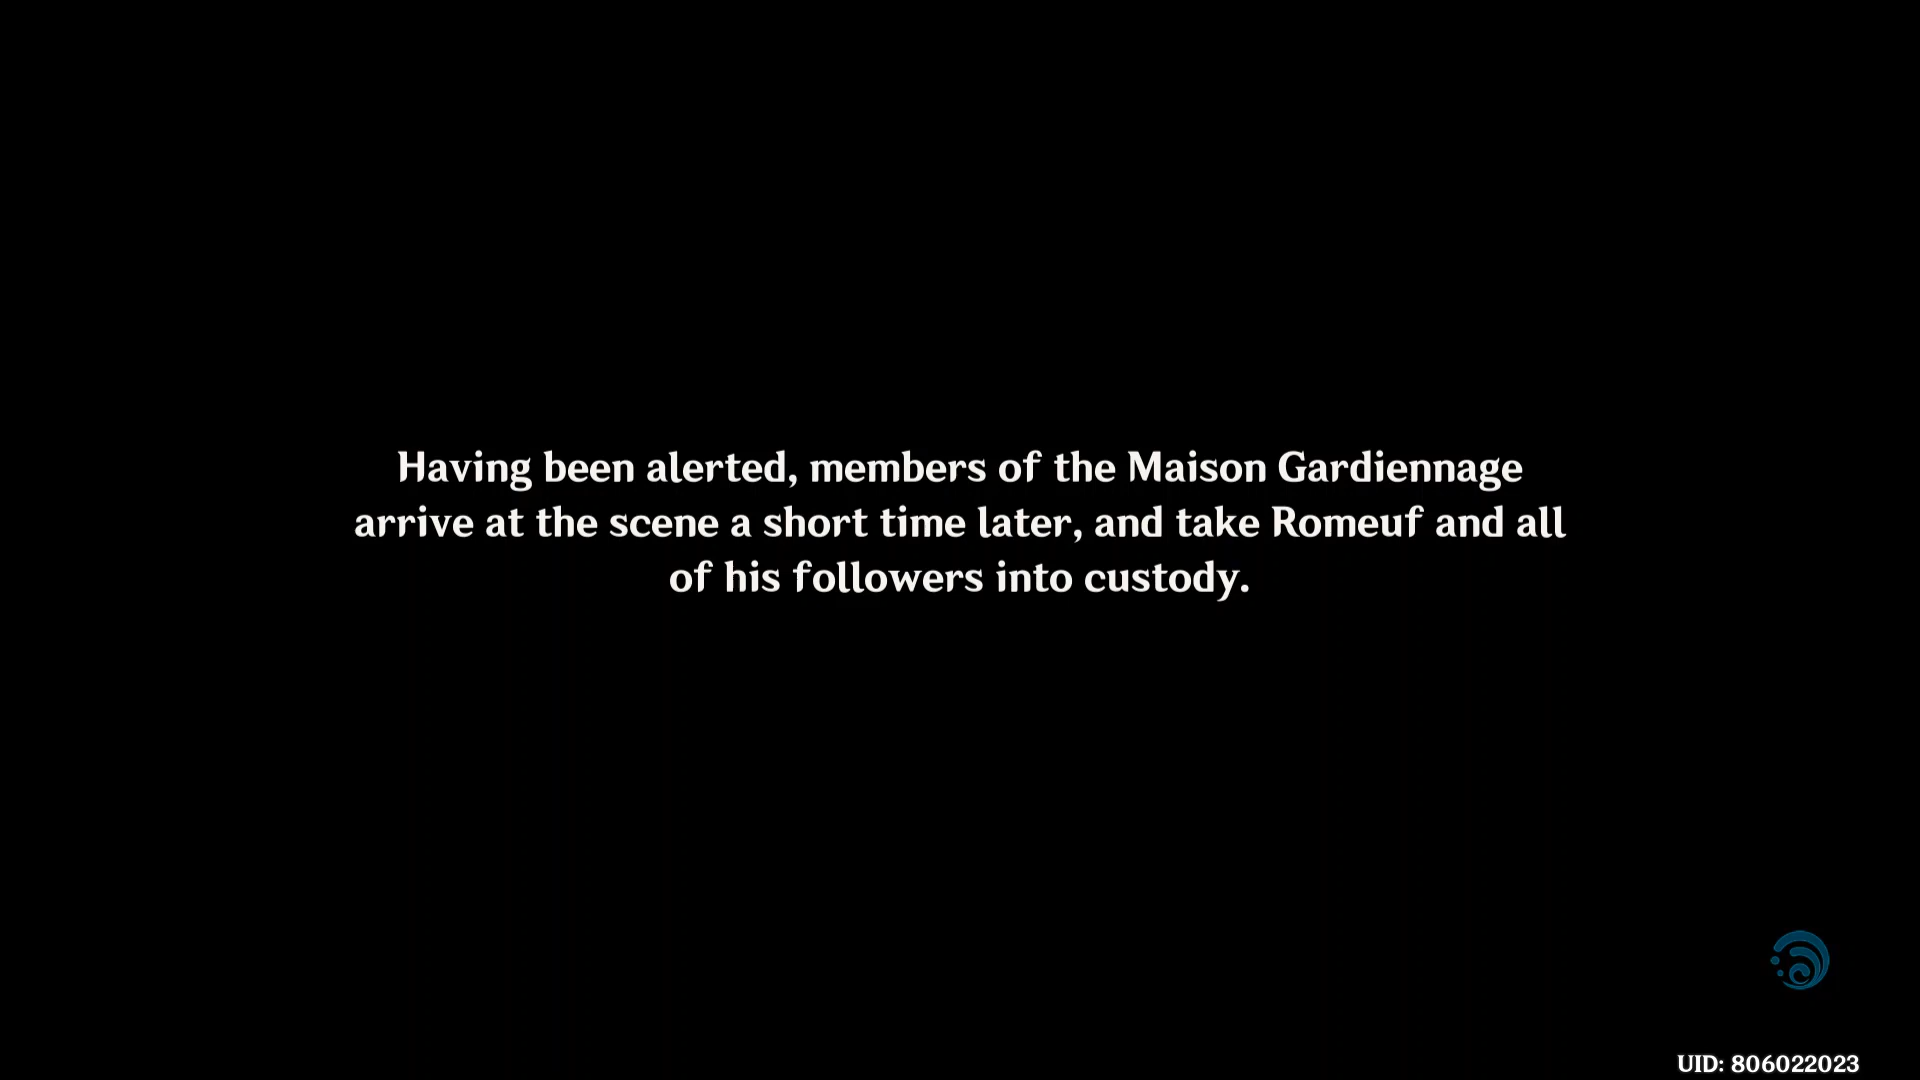 Having been alerted, members of the Maison Gardiennage
arrive at the scene a short time later, and take Romeuf and all
of his followers into custody.
UID: 806022023